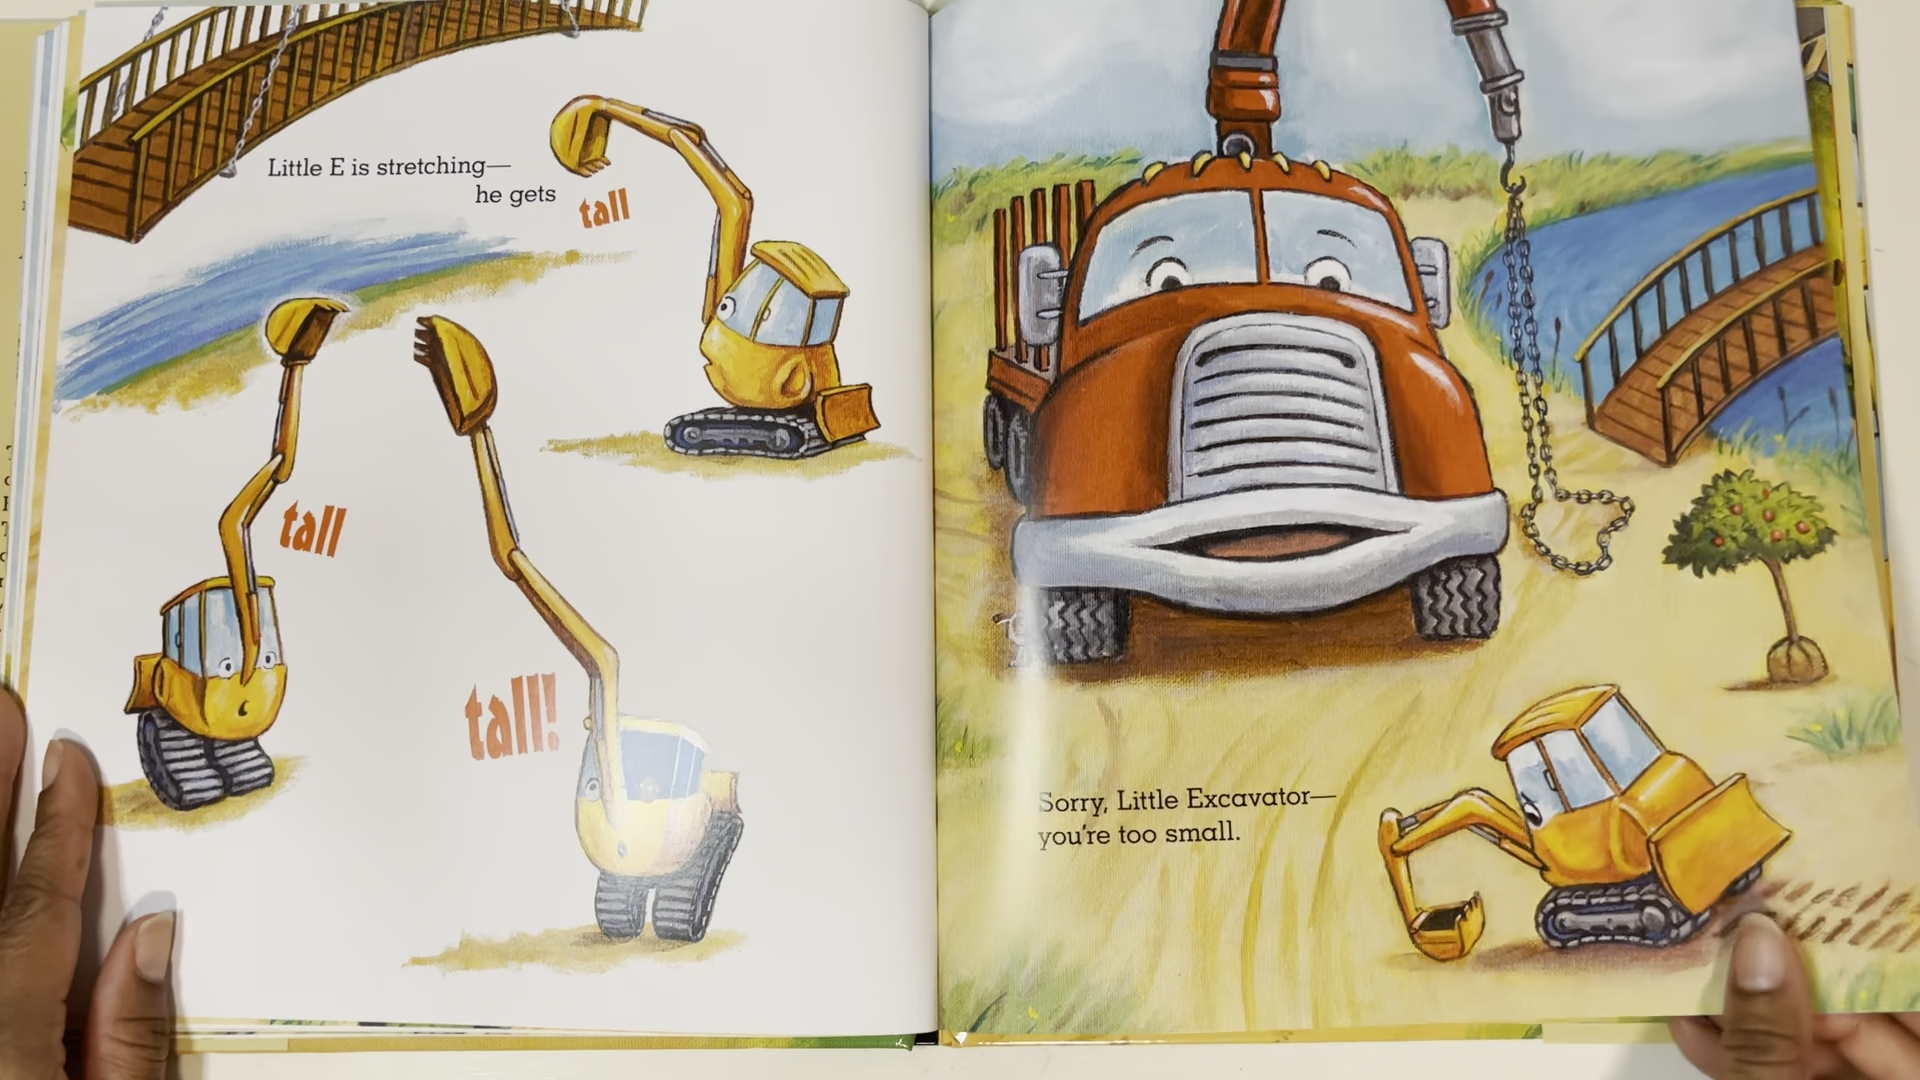 Little E is stretching—
he gets tall
tall
tall!
Sorry, Little Excavator—
you're too small.